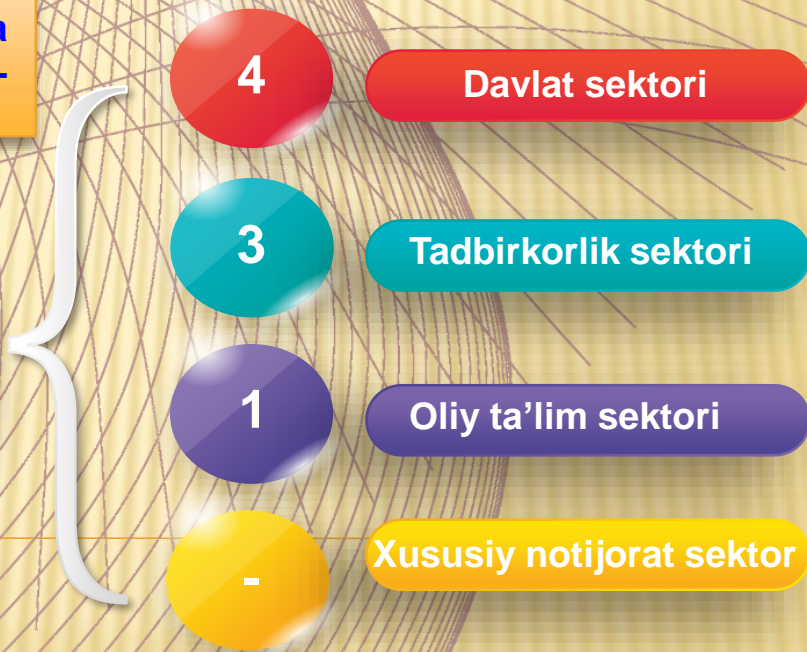 a
-
4
Davlat sektori
3
Tadbirkorlik sektori
1
Oliy ta’lim sektori
-
Xususiy notijorat sektor